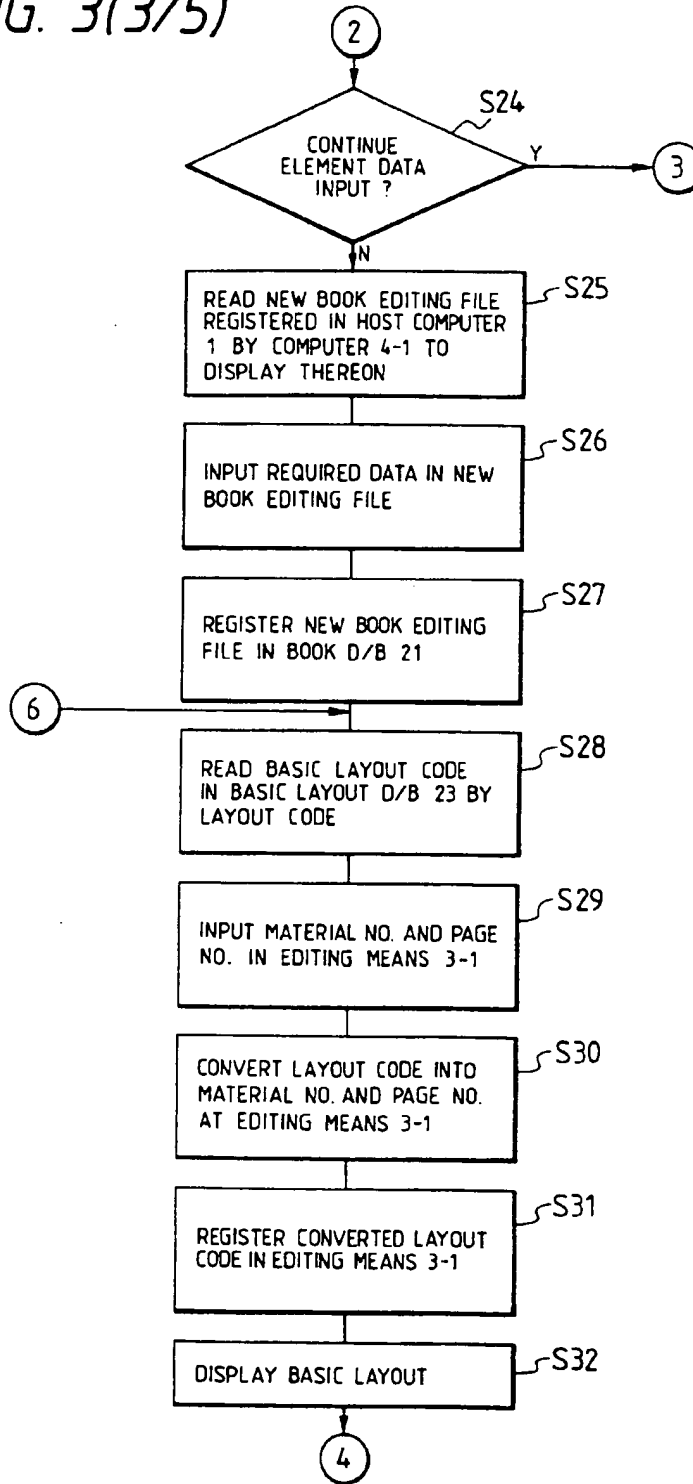 G. 3(3/5)
2
S24
CONTINUE
ELEMENT DATA
INPUT ?
Y
3
N
S25
READ NEW BOOK EDITING FILE
REGISTERED IN HOST COMPUTER
1 BY COMPUTER 4-1 TO
DISPLAY THEREON
S26
INPUT REQUIRED DATA IN NEW
BOOK EDITING FILE
S27
REGISTER NEW BOOK EDITING
FILE IN BOOK D/B 21
6
S28
READ BASIC LAYOUT CODE
IN BASIC LAYOUT D/B 23 BY
LAYOUT CODE
S29
INPUT MATERIAL NO. AND PAGE
NO. IN EDITING MEANS 3-1
S30
CONVERT LAYOUT CODE INTO
MATERIAL NO. AND PAGE NO.
AT EDITING MEANS 3-1
S31
REGISTER CONVERTED LAYOUT
CODE IN EDITING MEANS 3-1
S32
DISPLAY BASIC LAYOUT
4